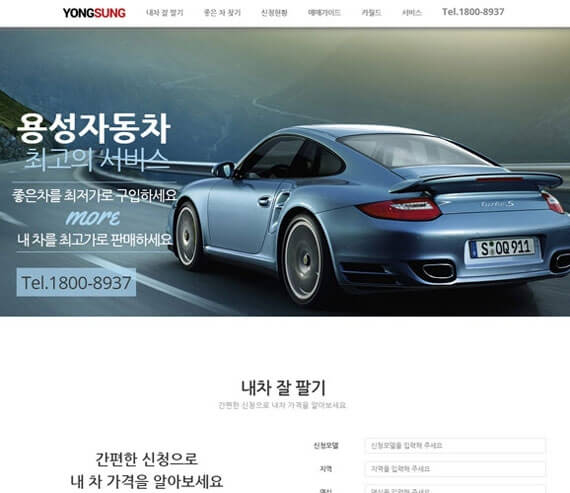 YONGSUNG 내차 잘 팔기 좋은 차 찾기 신청현황 매매가이드 카월드 서비스 Tel.1800-8937
용성자동차
최고의 서비스
좋은차를 최저가로 구입하세요
more
내 차를 최고가로 판매하세요
Tel.1800-8937
Turbo S
S OQ 911
내차 잘 팔기
간편한 신청으로 내차 가격을 알아보세요
간편한 신청으로
내 차 가격을 알아보세요
신청모델 신청모델을 입력해 주세요
지역 지역을 입력해 주세요